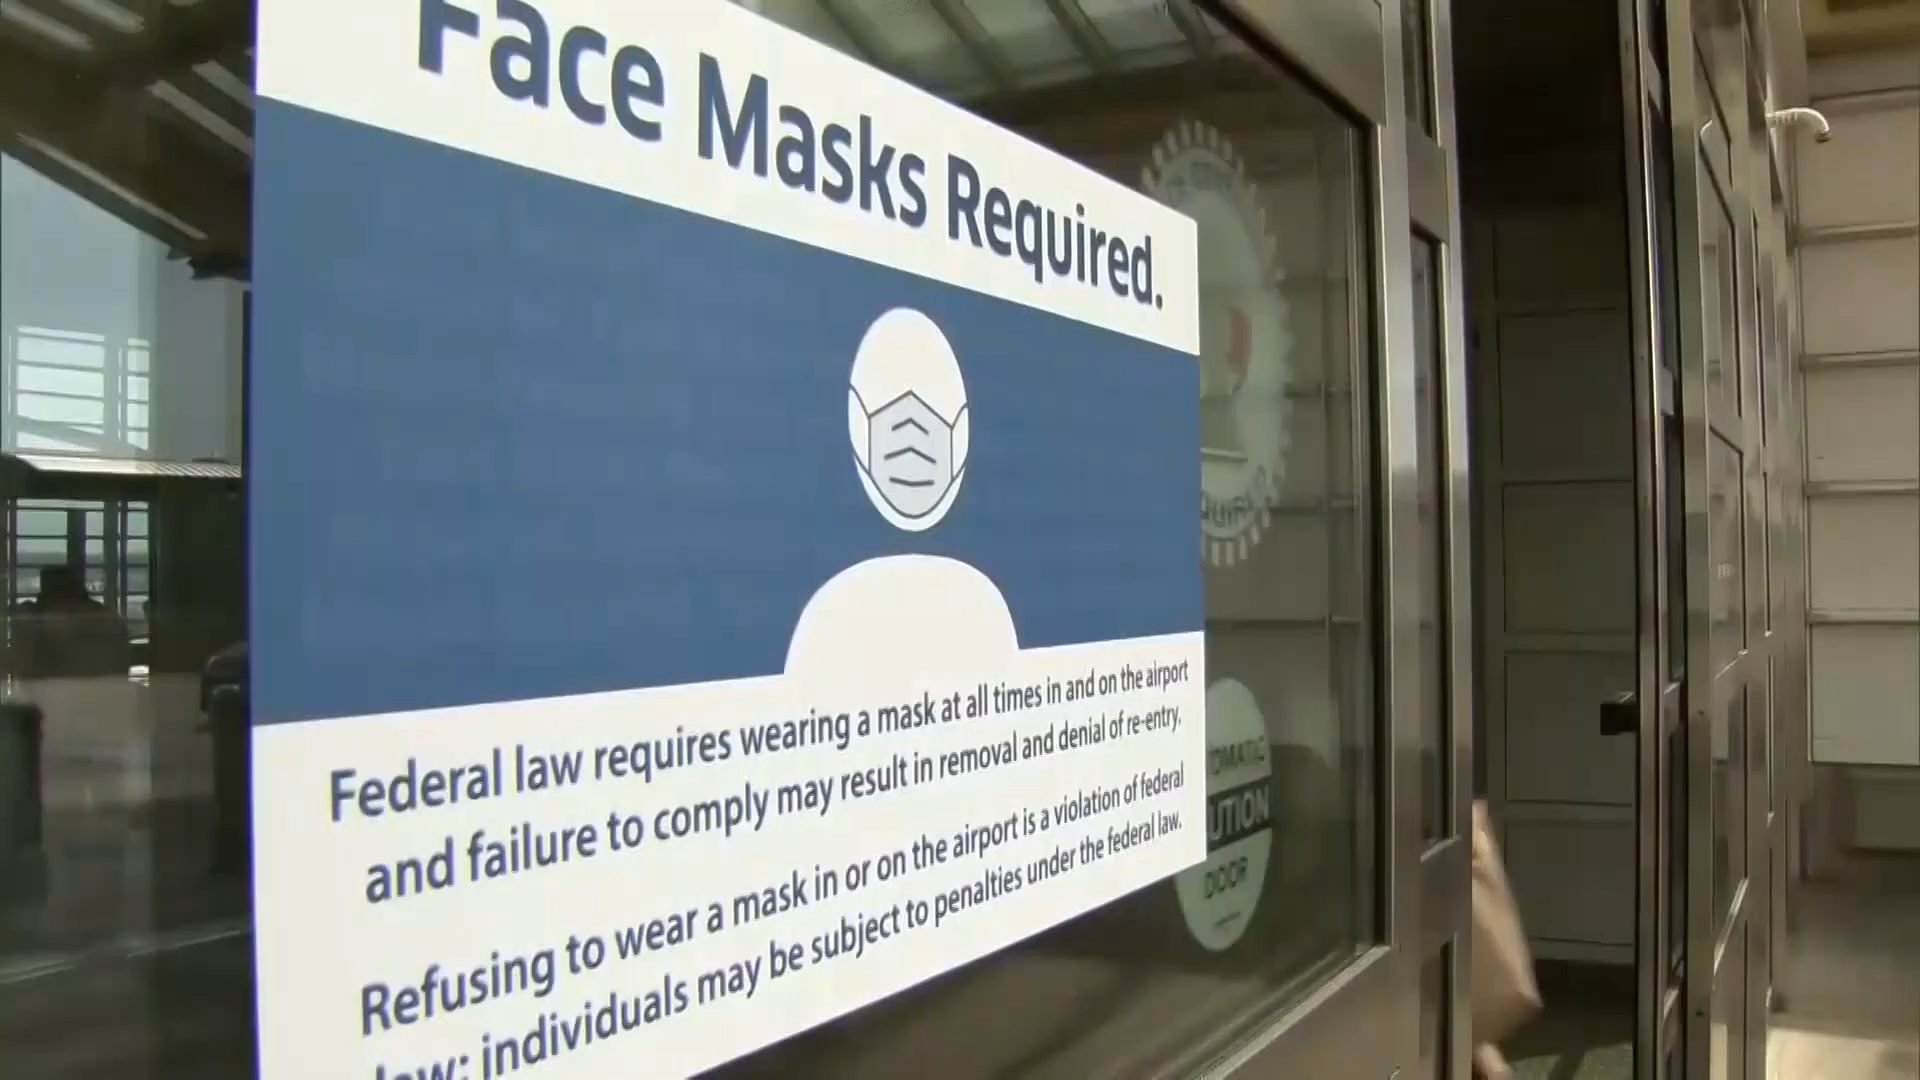 Face Masks Required.
Federal law requires wearing a mask at all times in and on the airport
and failure to comply may result in removal and denial of re-entry.
Refusing to wear a mask in or on the airport is a violation of federal
law; individuals may be subject to penalties under the federal law.
DOOR